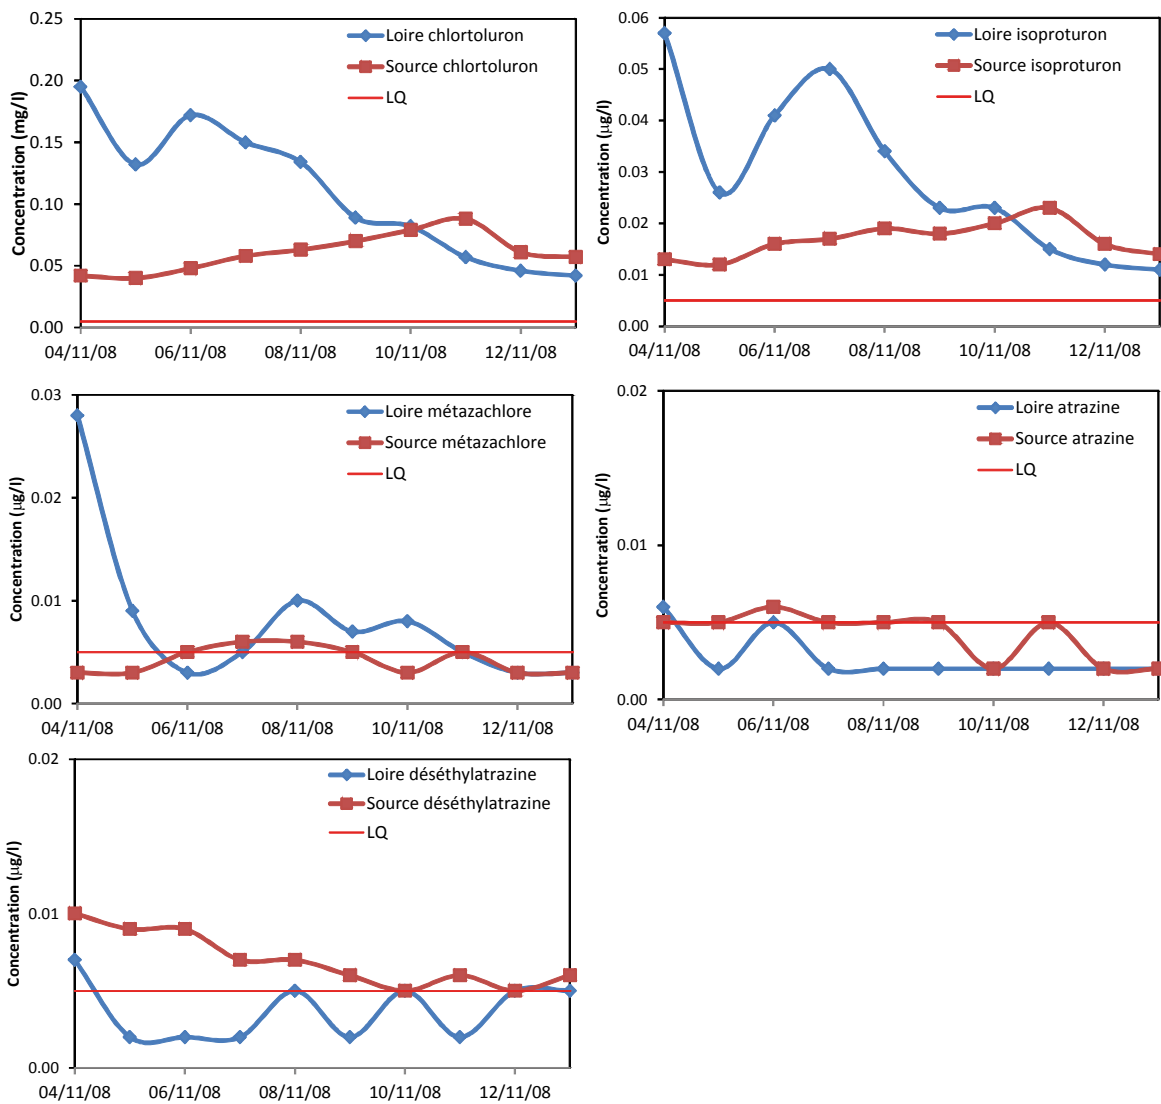 Concentration (mg/l)
0.25
0.20
0.15
0.10
0.05
0.00
Loire chlortoluron
Source chlortoluron
LQ
04/11/08 06/11/08 08/11/08 10/11/08 12/11/08
Concentration (µg/l)
0.06
0.05
0.04
0.03
0.02
0.01
0.00
Loire isoproturon
Source isoproturon
LQ
04/11/08 06/11/08 08/11/08 10/11/08 12/11/08
Concentration (µg/l)
0.03
0.02
0.01
0.00
Loire métazachlore
Source métazachlore
LQ
04/11/08 06/11/08 08/11/08 10/11/08 12/11/08
Concentration (µg/l)
0.02
0.01
0.00
Loire atrazine
Source atrazine
LQ
04/11/08 06/11/08 08/11/08 10/11/08 12/11/08
Concentration (µg/l)
0.02
0.01
0.00
Loire déséthylatrazine
Source déséthylatrazine
LQ
04/11/08 06/11/08 08/11/08 10/11/08 12/11/08